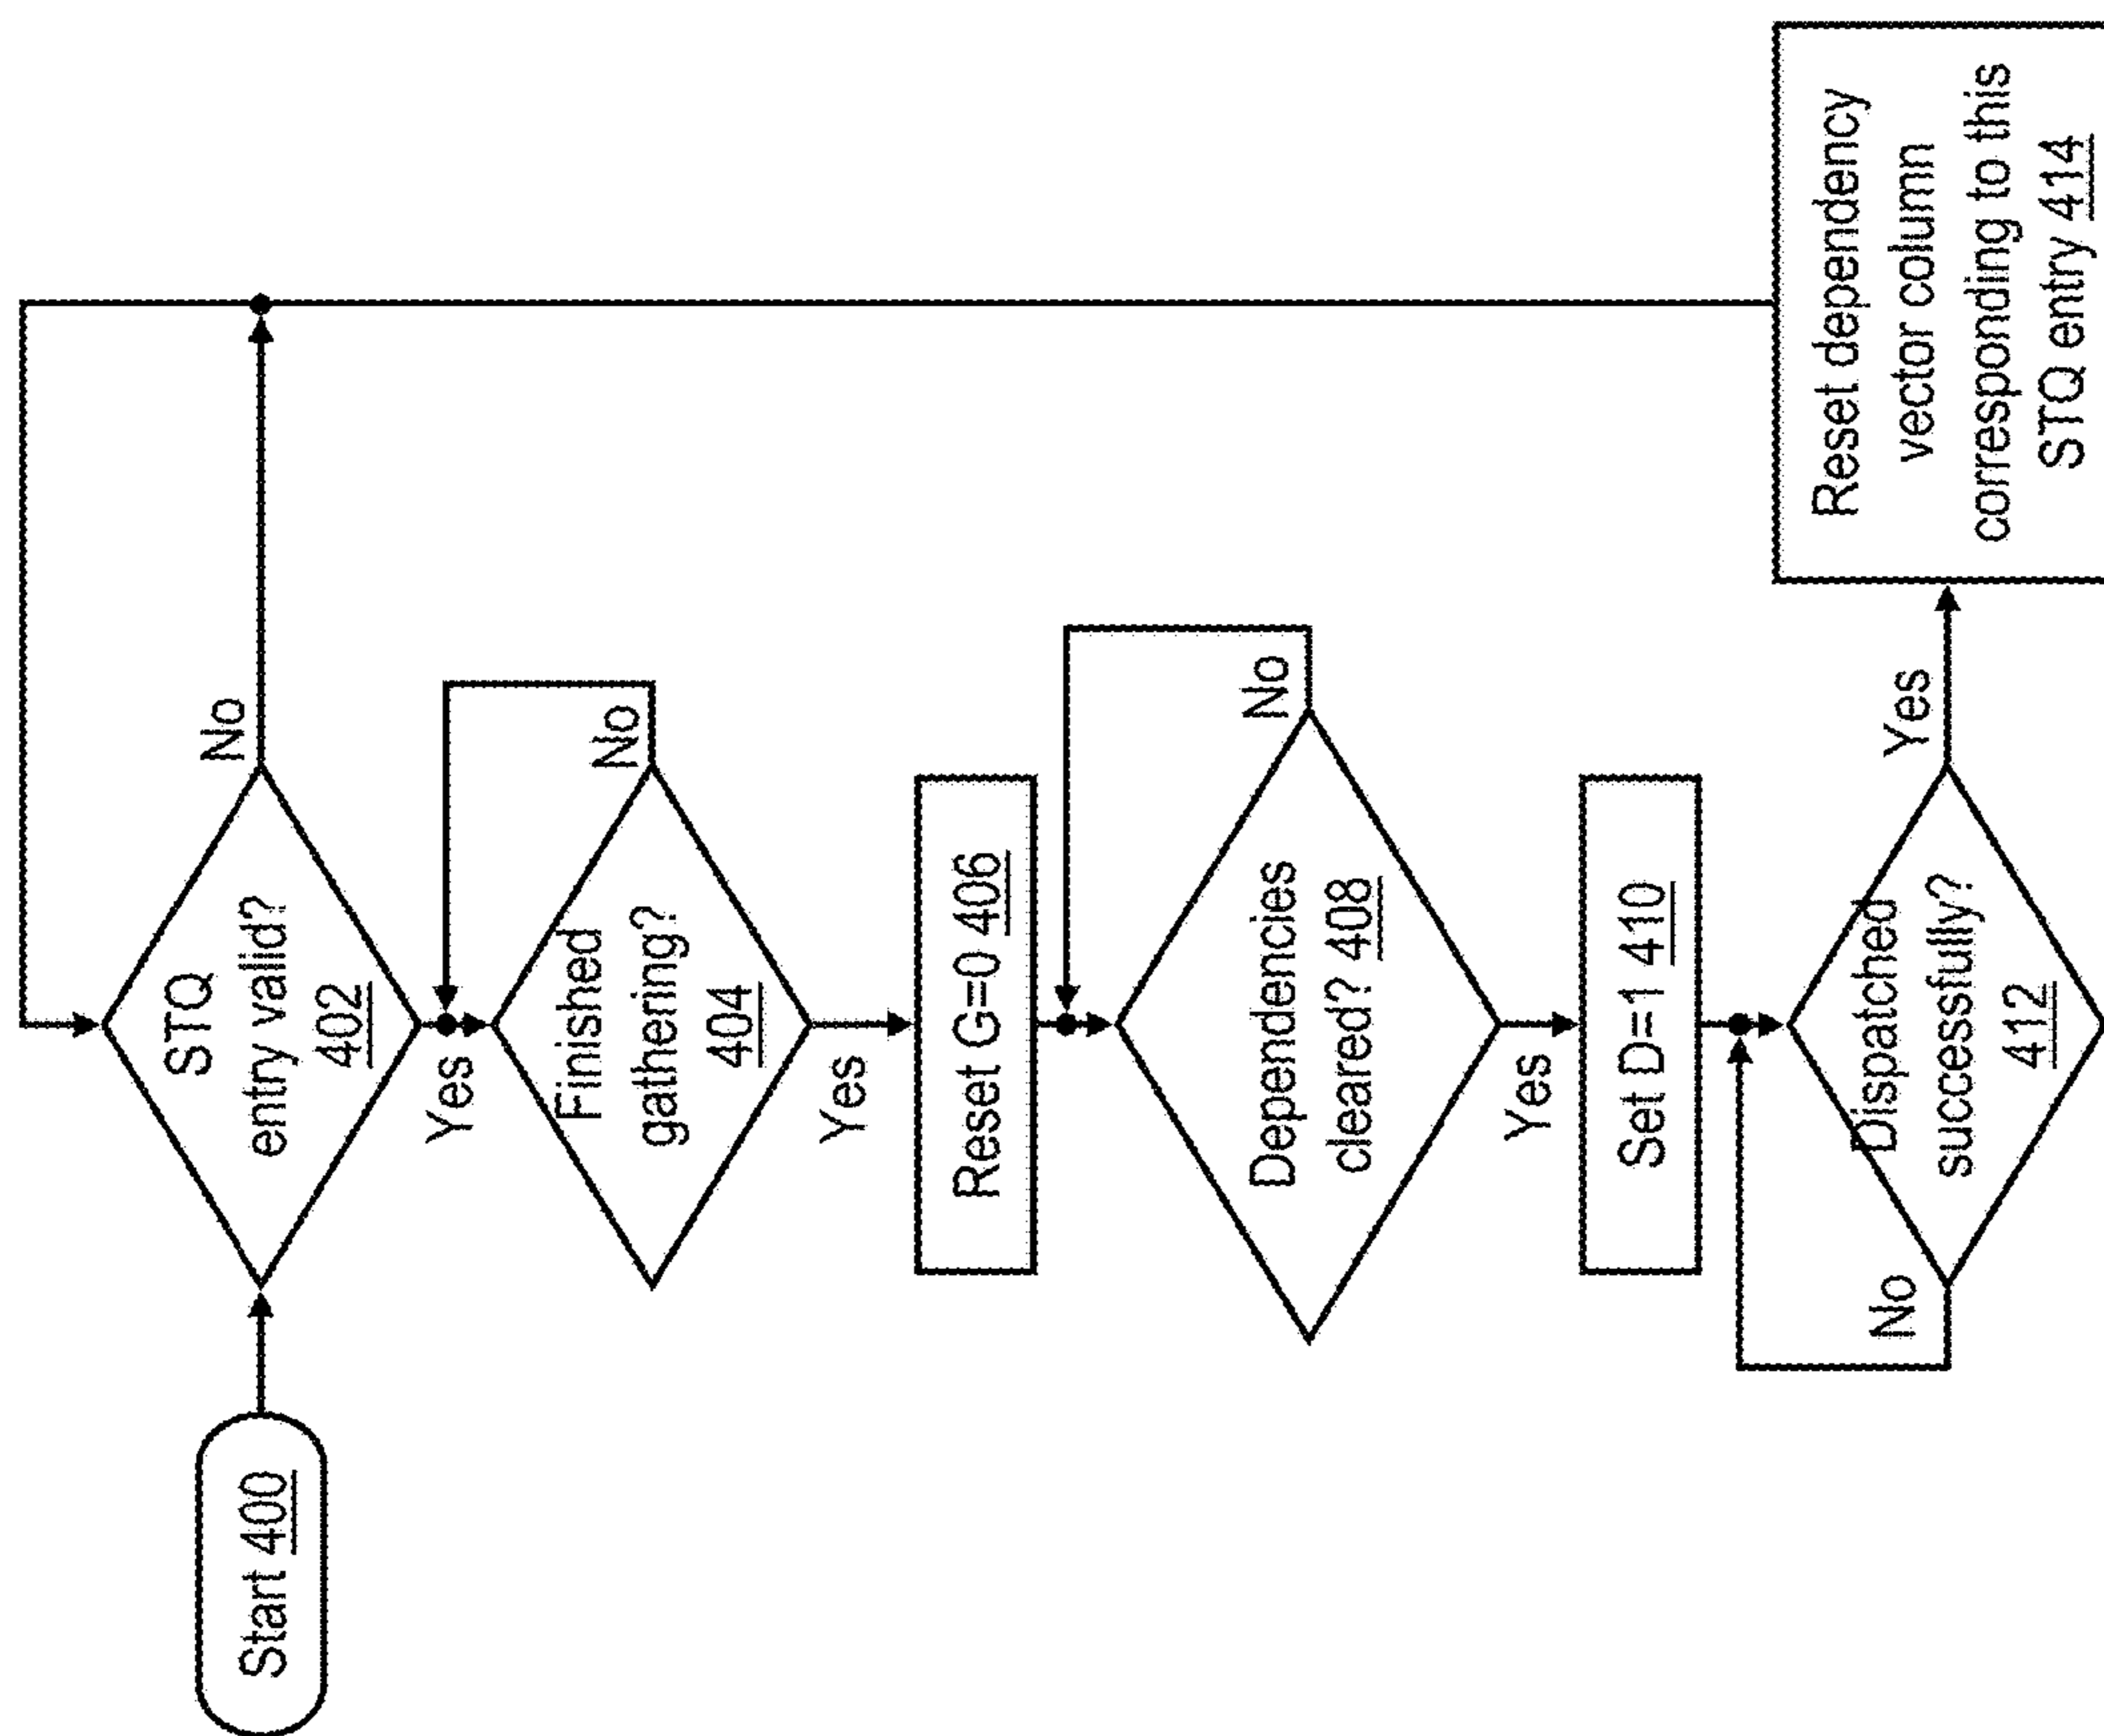 Start 400
STQ
entry valid?
402
No
Yes
Finished
gathering?
404
No
Yes
Reset G=0 406
Dependencies
cleared? 408
No
Yes
Set D=1 410
Dispatched
successfully?
412
No
Yes
Reset dependency
vector column
corresponding to this
STQ entry 414